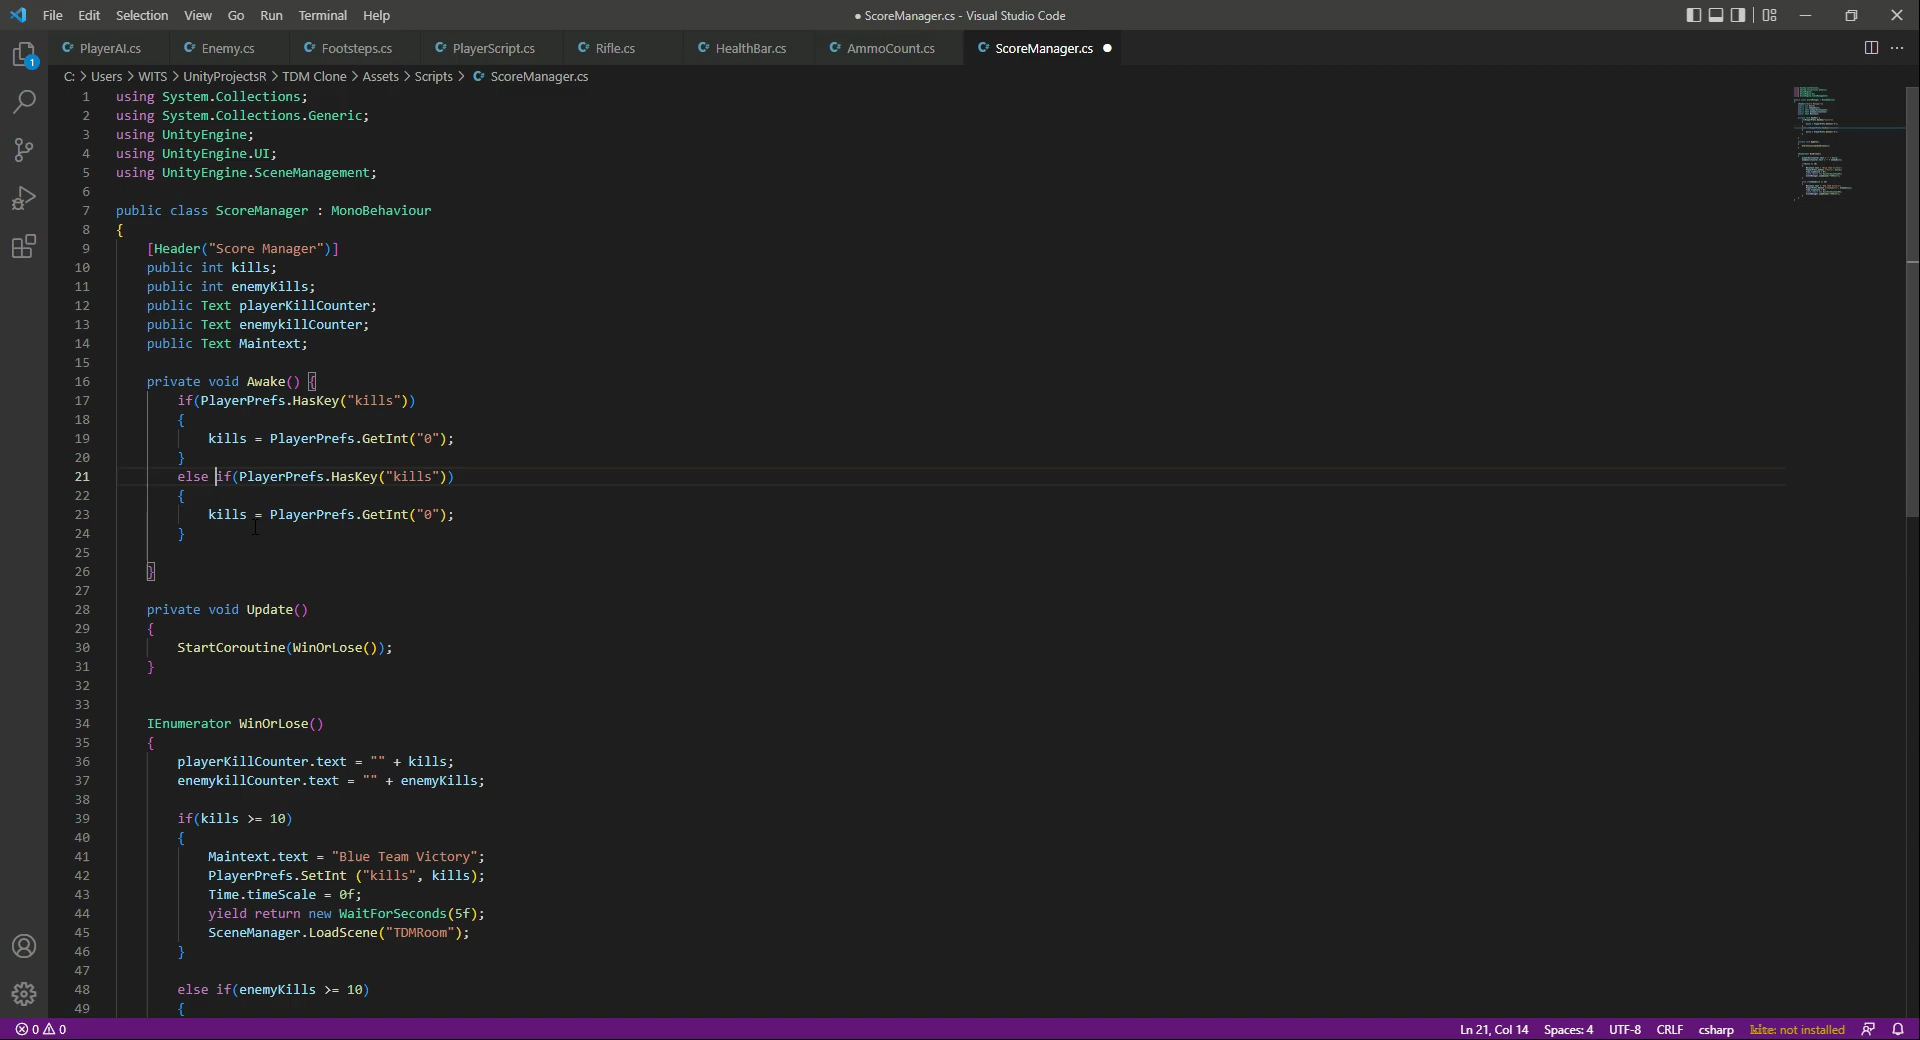 File Edit Selection View Go Run Terminal Help
● ScoreManager.cs - Visual Studio Code
PlayerAI.cs Enemy.cs Footsteps.cs PlayerScript.cs Rifle.cs HealthBar.cs AmmoCount.cs ScoreManager.cs
C: > Users > WITS > UnityProjectsR > TDM Clone > Assets > Scripts > ScoreManager.cs
1
1 using System.Collections;
2 using System.Collections.Generic;
3 using UnityEngine;
4 using UnityEngine.UI;
5 using UnityEngine.SceneManagement;
6
7 public class ScoreManager : MonoBehaviour
8 {
9 [Header("Score Manager")]
10 public int kills;
11 public int enemyKills;
12 public Text playerKillCounter;
13 public Text enemykillCounter;
14 public Text Maintext;
15
16 private void Awake() {
17 if(PlayerPrefs.HasKey("kills"))
18 {
19 kills = PlayerPrefs.GetInt("0");
20 }
21 else if(PlayerPrefs.HasKey("kills"))
22 {
23 kills = PlayerPrefs.GetInt("0");
24 }
25
26 }
27
28 private void Update()
29 {
30 StartCoroutine(WinOrLose());
31 }
32
33
34 IEnumerator WinOrLose()
35 {
36 playerKillCounter.text = "" + kills;
37 enemykillCounter.text = "" + enemyKills;
38
39 if(kills >= 10)
40 {
41 Maintext.text = "Blue Team Victory";
42 PlayerPrefs.SetInt ("kills", kills);
43 Time.timeScale = 0f;
44 yield return new WaitForSeconds(5f);
45 SceneManager.LoadScene("TDMRoom");
46 }
47
48 else if(enemyKills >= 10)
49 {
0 0 Ln 21, Col 14 Spaces: 4 UTF-8 CRLF csharp kite: not installed